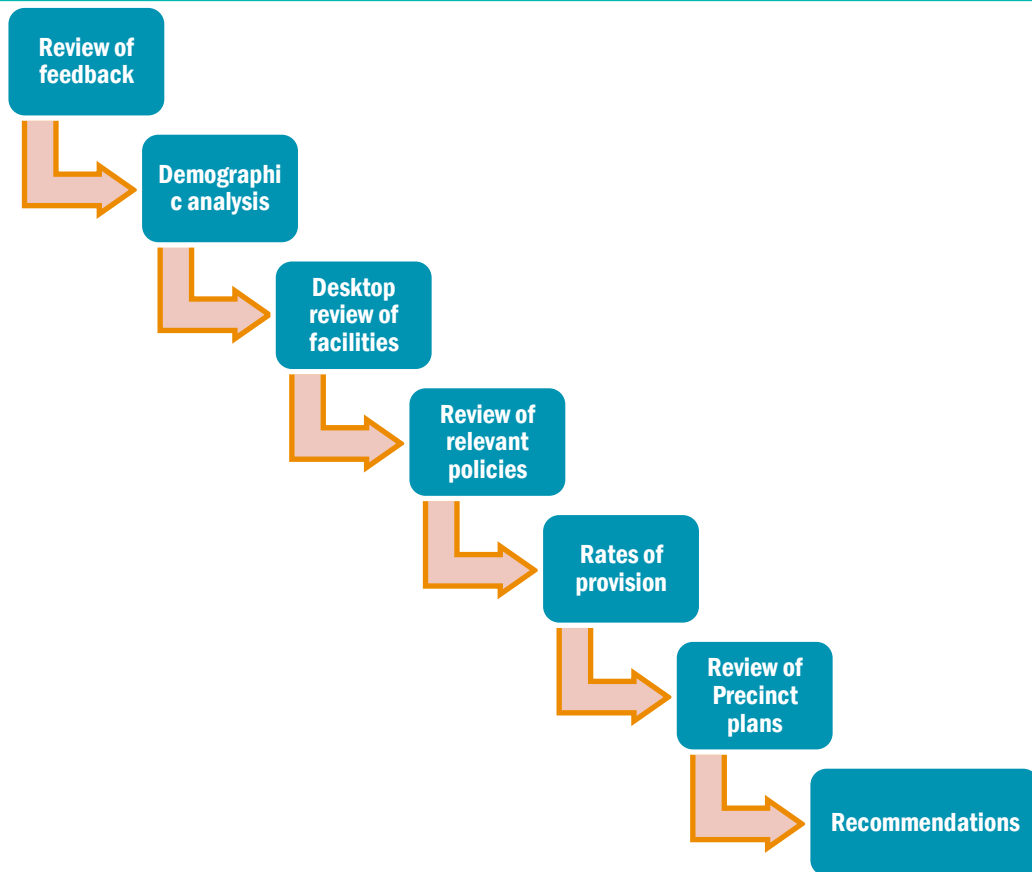 Review of
feedback
Demographi
c analysis
Desktop
review of
facilities
Review of
relevant
policies
Rates of
provision
Review of
Precinct
plans
Recommendations